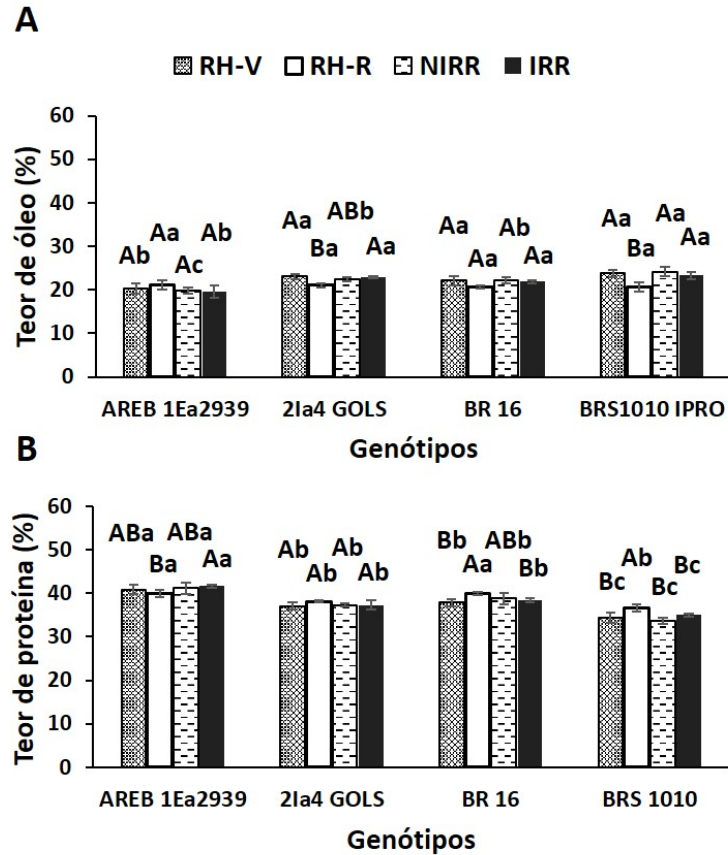 A
RH-V RH-R NIRR IRR
Teor de óleo (%)
60
50
40
30
20
10
0
Ab Aa Ac Ab
Aa Ba ABb Aa
Aa Aa Ab Aa
Aa Ba Aa Aa
AREB 1Ea2939 2Ia4 GOLS BR 16 BRS1010 IPRO
Genótipos
B
Teor de proteína (%)
60
50
40
30
20
10
0
ABa Ba ABa Aa
Ab Ab Ab Ab
Bb Aa ABb Bb
Bc Ab Bc Bc
AREB 1Ea2939 2Ia4 GOLS BR 16 BRS 1010
Genótipos